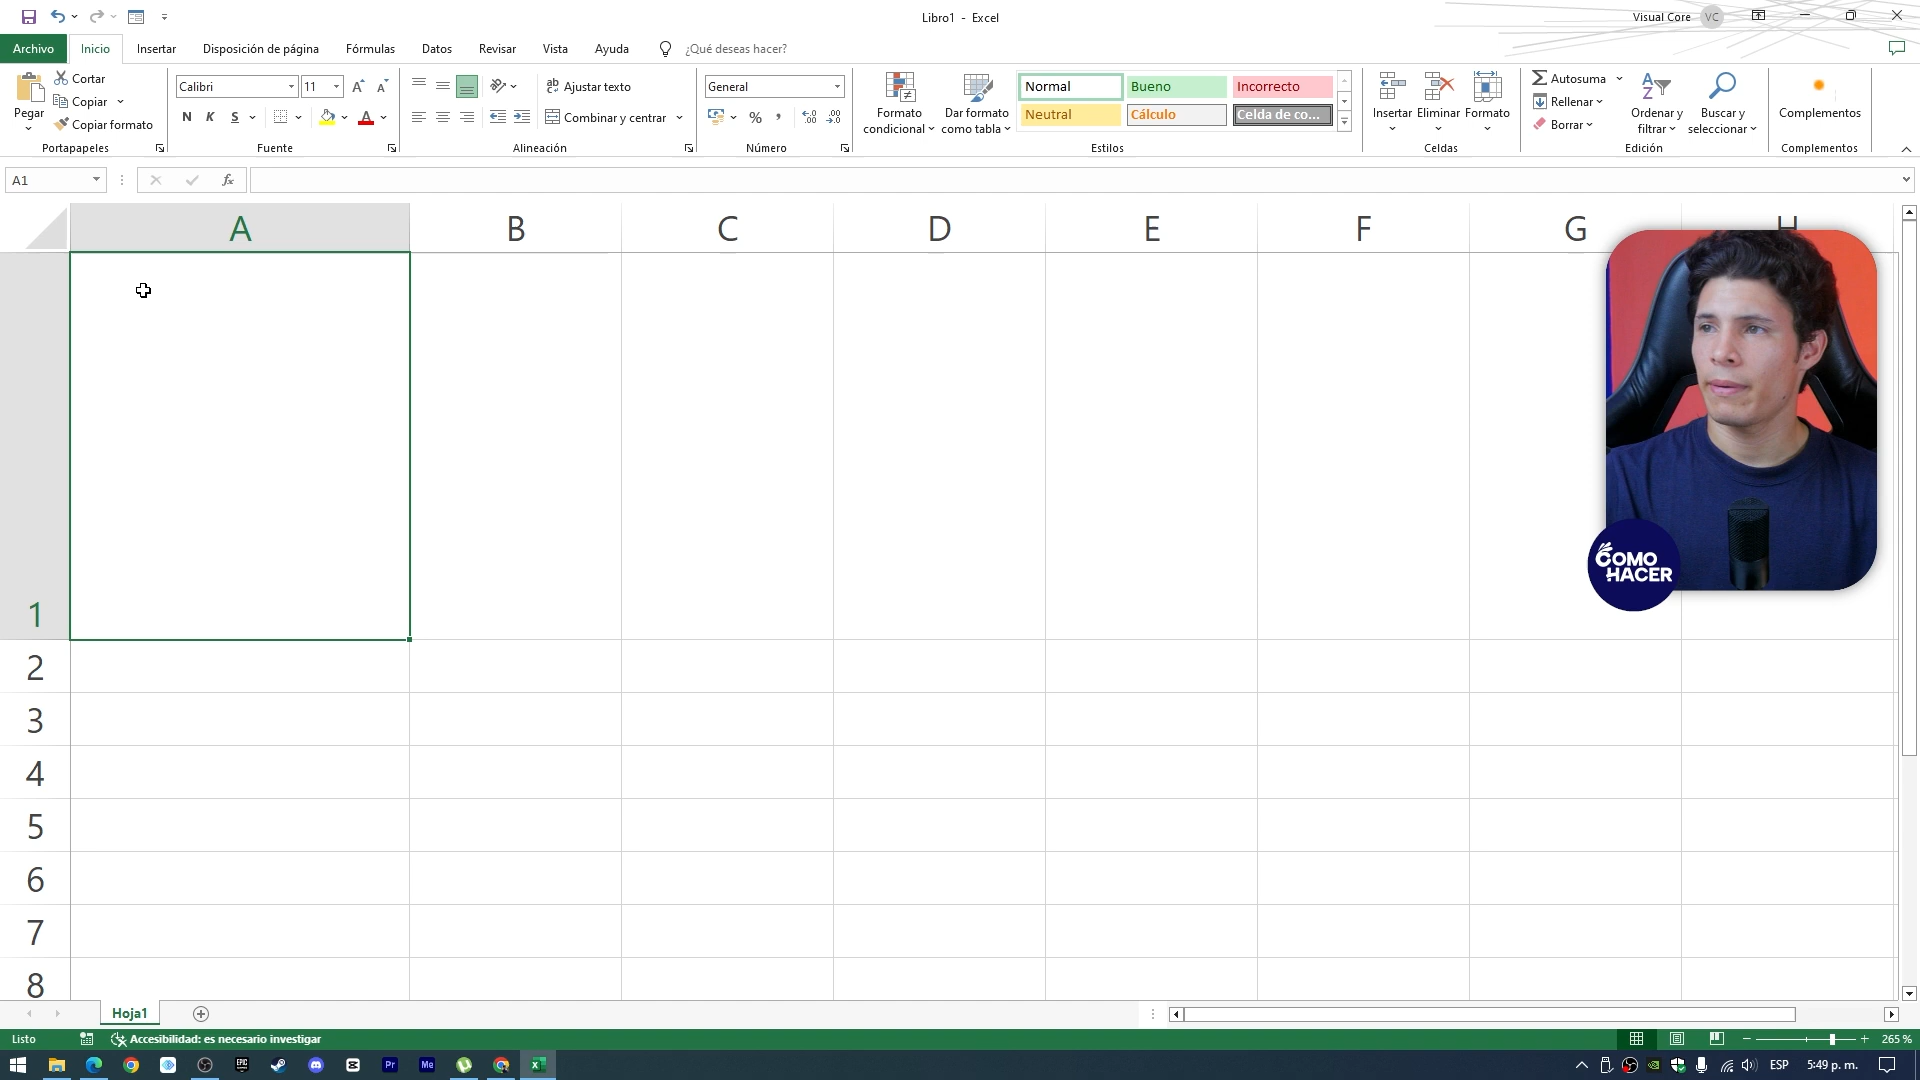 Libro1 - Excel
Visual Core VC
Archivo Inicio Insertar Disposición de página Fórmulas Datos Revisar Vista Ayuda ¿Qué deseas hacer?
Pegar
Cortar
Copiar
Copiar formato
Portapapeles
Calibri 11
N K S
Fuente
Ajustar texto
Combinar y centrar
Alineación
General
%
Número
Formato condicional
Dar formato como tabla
Normal Bueno Incorrecto
Neutral Cálculo Celda de co...
Estilos
Insertar Eliminar Formato
Celdas
Autosuma
Rellenar
Borrar
Ordenar y filtrar
Buscar y seleccionar
Edición
Complementos
Complementos
A1
fx
A B C D E F G H
1
2
3
4
5
6
7
8
COMO
HACER
Hoja1
Listo
Accesibilidad: es necesario investigar
265 %
ESP 5:49 p. m.